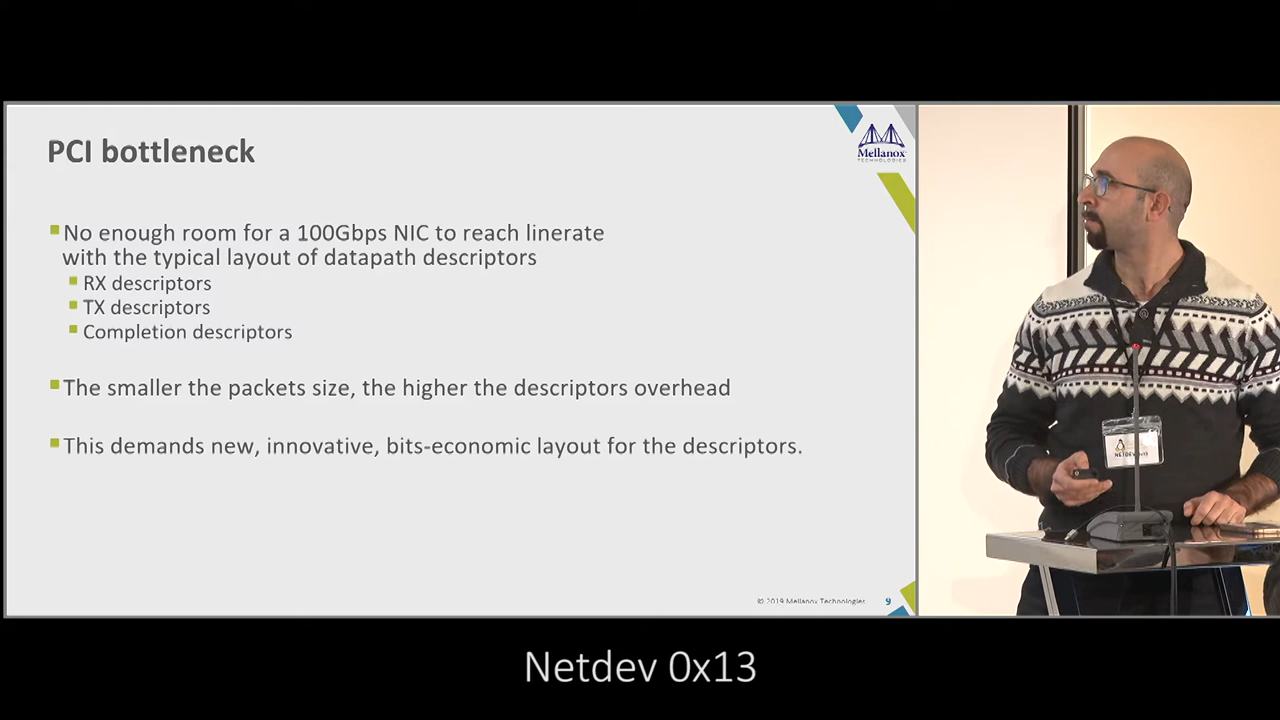 PCI bottleneck
Mellanox
TECHNOLOGIES
No enough room for a 100Gbps NIC to reach linerate
with the typical layout of datapath descriptors
RX descriptors
TX descriptors
Completion descriptors
The smaller the packets size, the higher the descriptors overhead
This demands new, innovative, bits-economic layout for the descriptors.
© 2019 Mellanox Technologies
9
Netdev 0x13